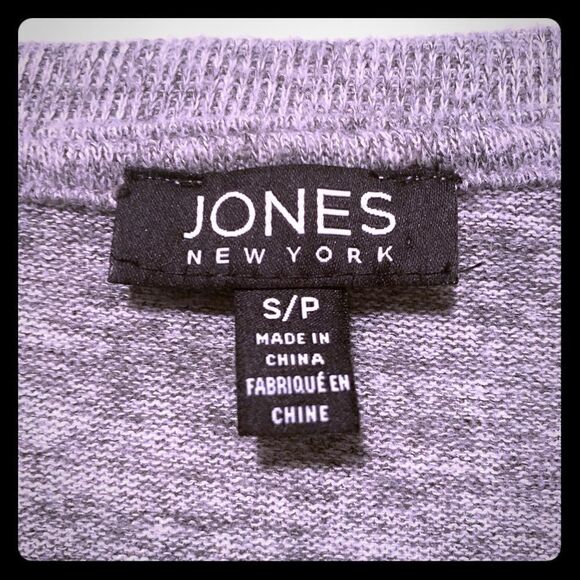 JONES
NEW YORK
S/P
MADE IN
CHINA
FABRIQUÉ EN
CHINE